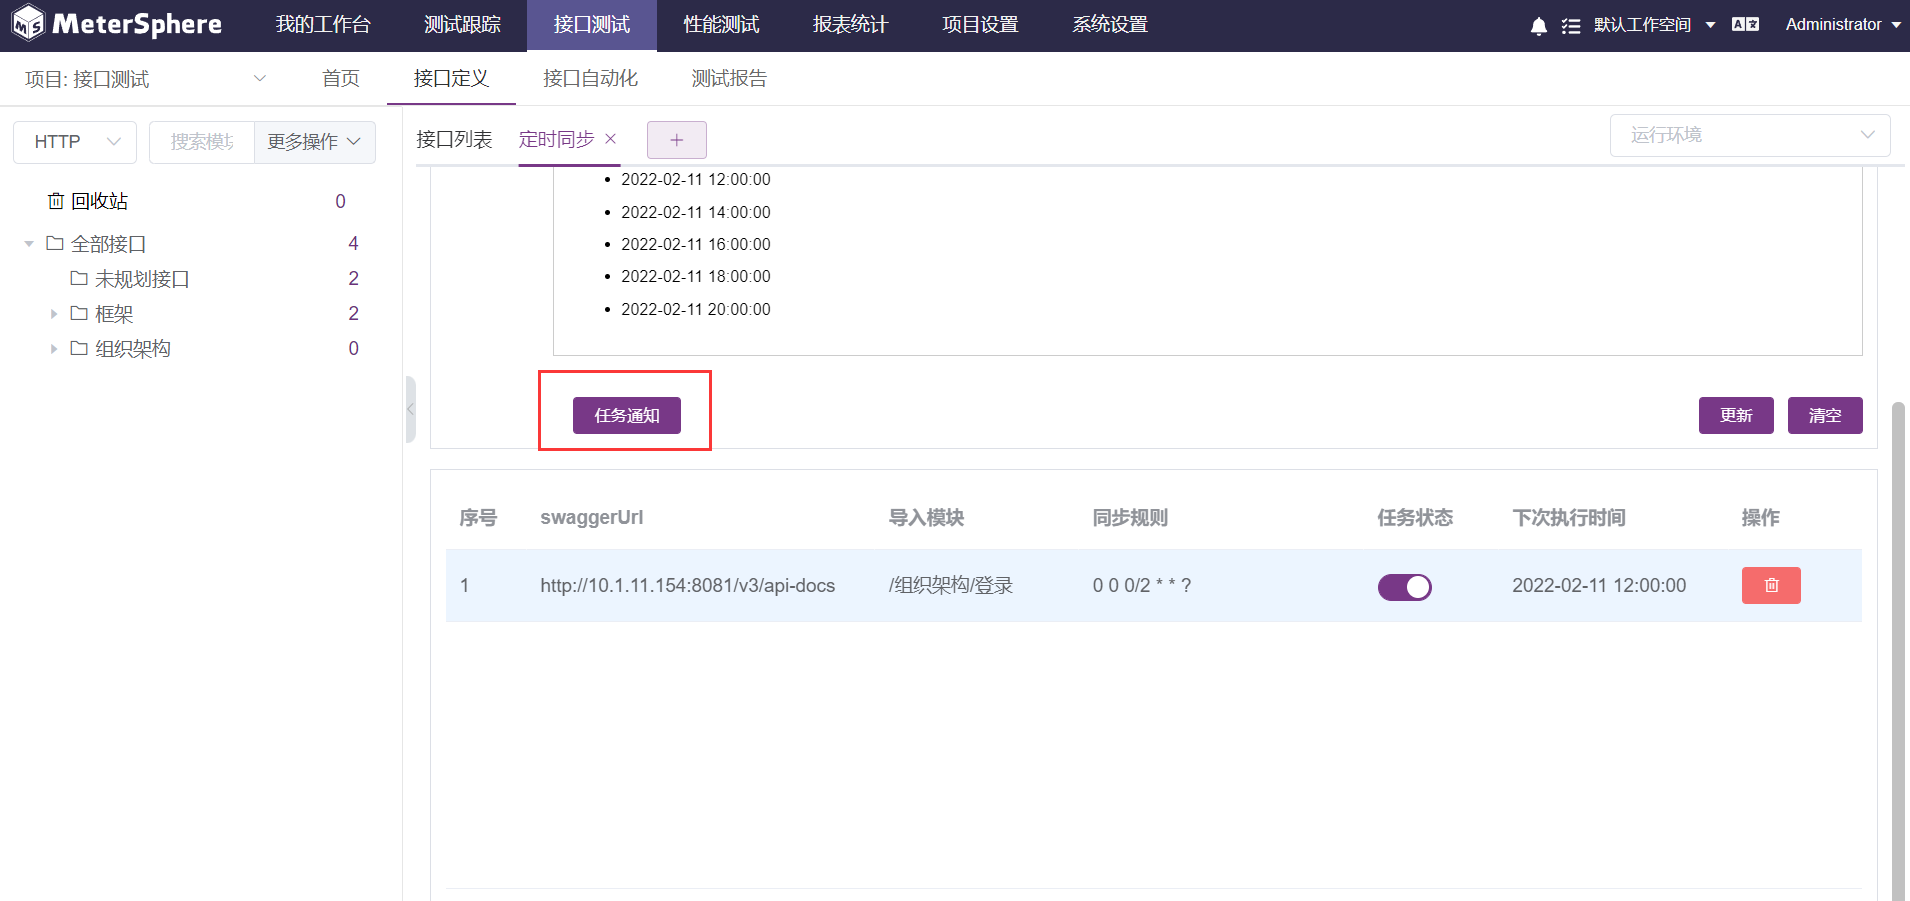 MeterSphere 我的工作台 测试跟踪 接口测试 性能测试 报表统计 项目设置 系统设置 默认工作空间 Administrator
项目: 接口测试 首页 接口定义 接口自动化 测试报告
HTTP 搜索模块 更多操作
回收站 0
全部接口 4
未规划接口 2
框架 2
组织架构 0
接口列表 定时同步 × + 运行环境
2022-02-11 12:00:00
2022-02-11 14:00:00
2022-02-11 16:00:00
2022-02-11 18:00:00
2022-02-11 20:00:00
任务通知 更新 清空
序号 swaggerUrl 导入模块 同步规则 任务状态 下次执行时间 操作
1 http://10.1.11.154:8081/v3/api-docs /组织架构/登录 0 0 0/2 * * ? 2022-02-11 12:00:00